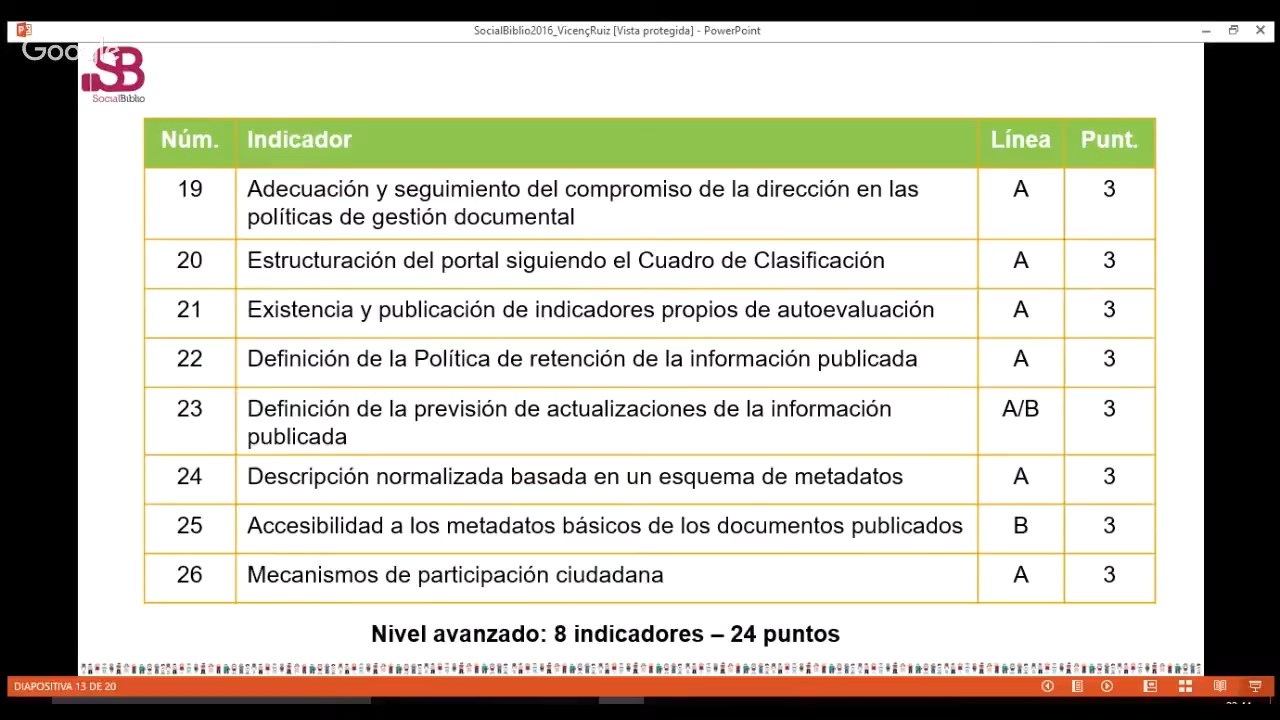 SocialBiblio2016_VicençRuiz [Vista protegida] - PowerPoint
Google
SB
SocialBiblio
Núm. Indicador Línea Punt.
19 Adecuación y seguimiento del compromiso de la dirección en las A 3
políticas de gestión documental
20 Estructuración del portal siguiendo el Cuadro de Clasificación A 3
21 Existencia y publicación de indicadores propios de autoevaluación A 3
22 Definición de la Política de retención de la información publicada A 3
23 Definición de la previsión de actualizaciones de la información A/B 3
publicada
24 Descripción normalizada basada en un esquema de metadatos A 3
25 Accesibilidad a los metadatos básicos de los documentos publicados B 3
26 Mecanismos de participación ciudadana A 3
Nivel avanzado: 8 indicadores – 24 puntos
DIAPOSITIVA 13 DE 20